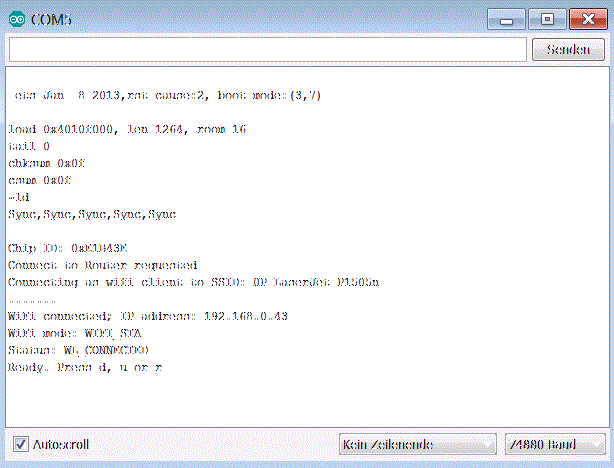 COM5
Senden
ets Jan  8 2013,rst cause:2, boot mode:(3,7)
load 0x4010f000, len 1264, room 16
tail 0
chksum 0x0f
csum 0x0f
~ld
Sync,Sync,Sync,Sync,Sync
Chip ID:
Connect to Router requested
Connecting as wifi client to SSID: HP LaserJet P1505n
WiFi connected; IP address: 192.168.0.43
WiFi mode: WIFI_STA
Status: WL_CONNECTED
Ready. Press d, u or r
Autoscroll
Kein Zeilenende
74880 Baud